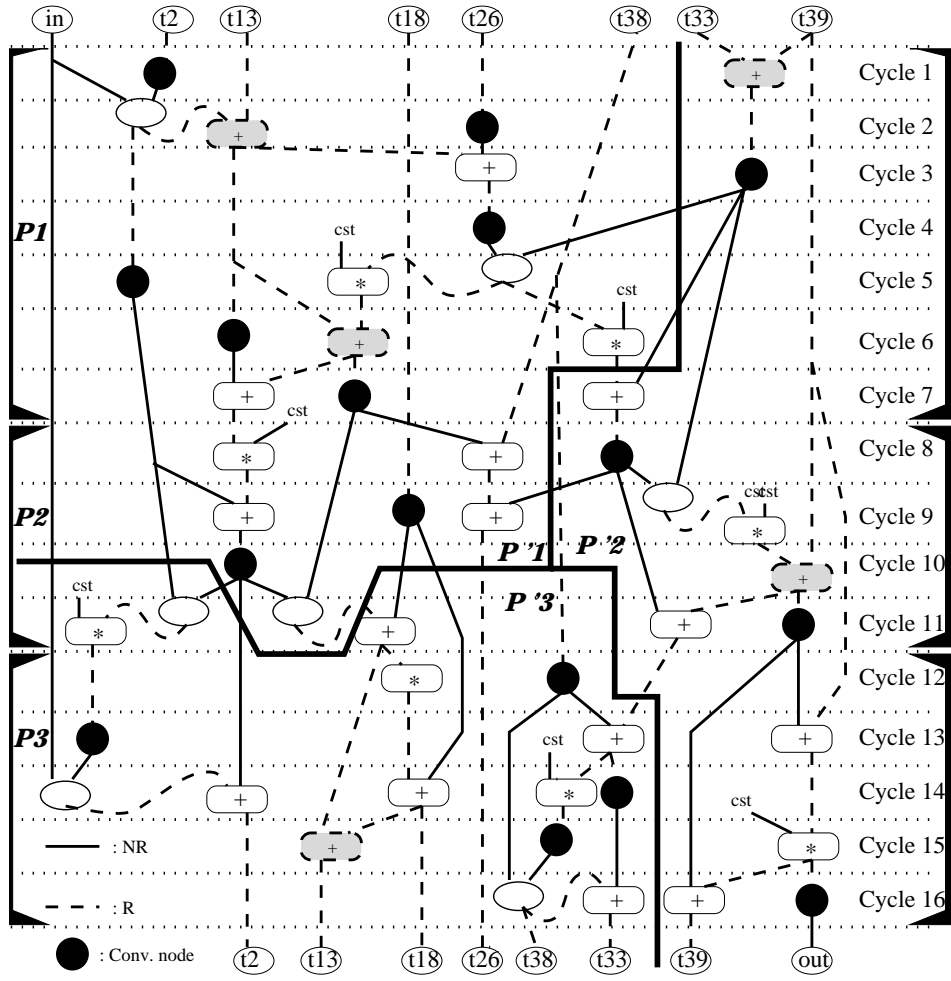 in t2 t13 t18 t26 t38 t33 t39
Cycle 1
+
Cycle 2
+
Cycle 3
+
P1
cst
Cycle 4
*
cst
Cycle 5
+
*
Cycle 6
+
+
Cycle 7
cst
*
+
Cycle 8
P2
+
+
cst cst
*
Cycle 9
P'1 P'2
Cycle 10
cst
P'3
+
*
+
+
Cycle 11
*
Cycle 12
P3
cst
+
+
Cycle 13
+
+
*
Cycle 14
cst
: NR
+
*
Cycle 15
: R
+
+
Cycle 16
: Conv. node
t2 t13 t18 t26 t38 t33 t39 out